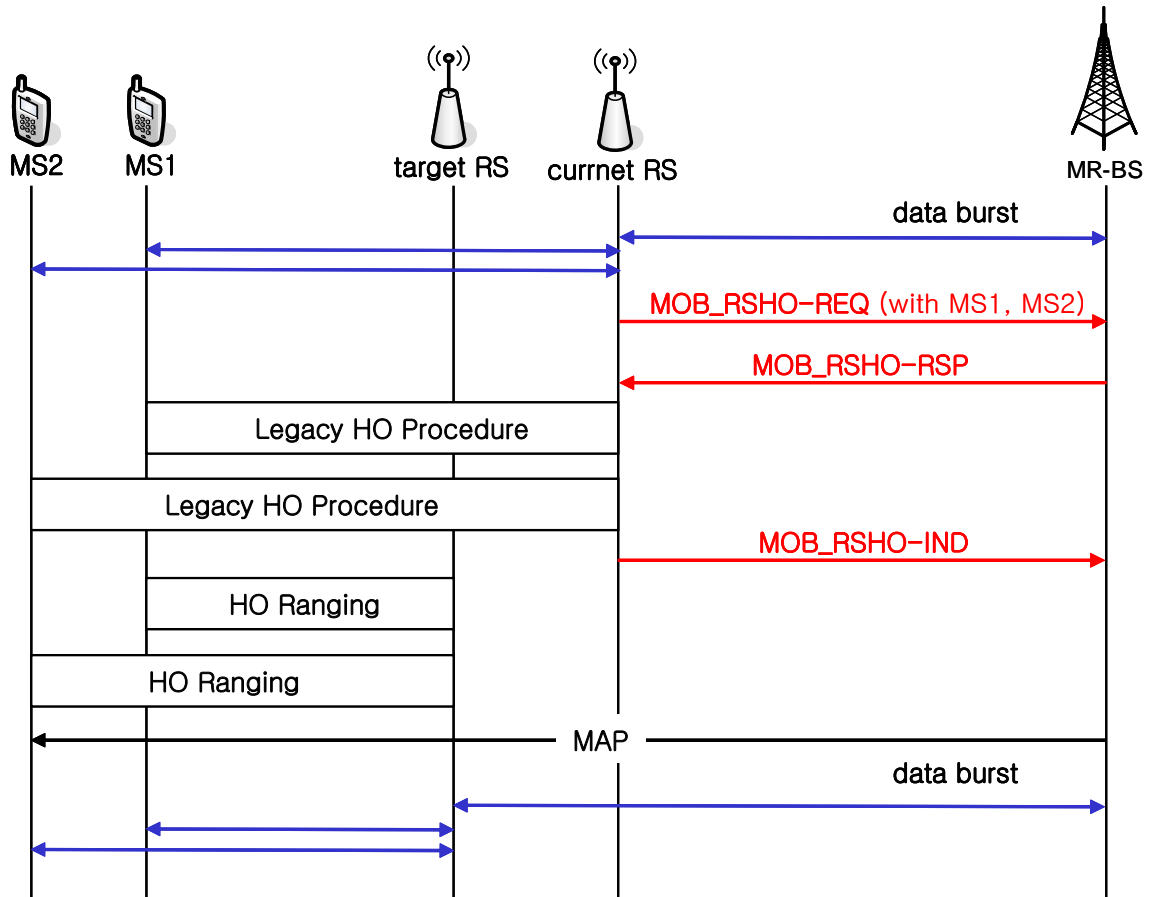 MS2
MS1
target RS
currnet RS
MR-BS
data burst
MOB_RSHO-REQ (with MS1, MS2)
MOB_RSHO-RSP
Legacy HO Procedure
Legacy HO Procedure
MOB_RSHO-IND
HO Ranging
HO Ranging
MAP
data burst